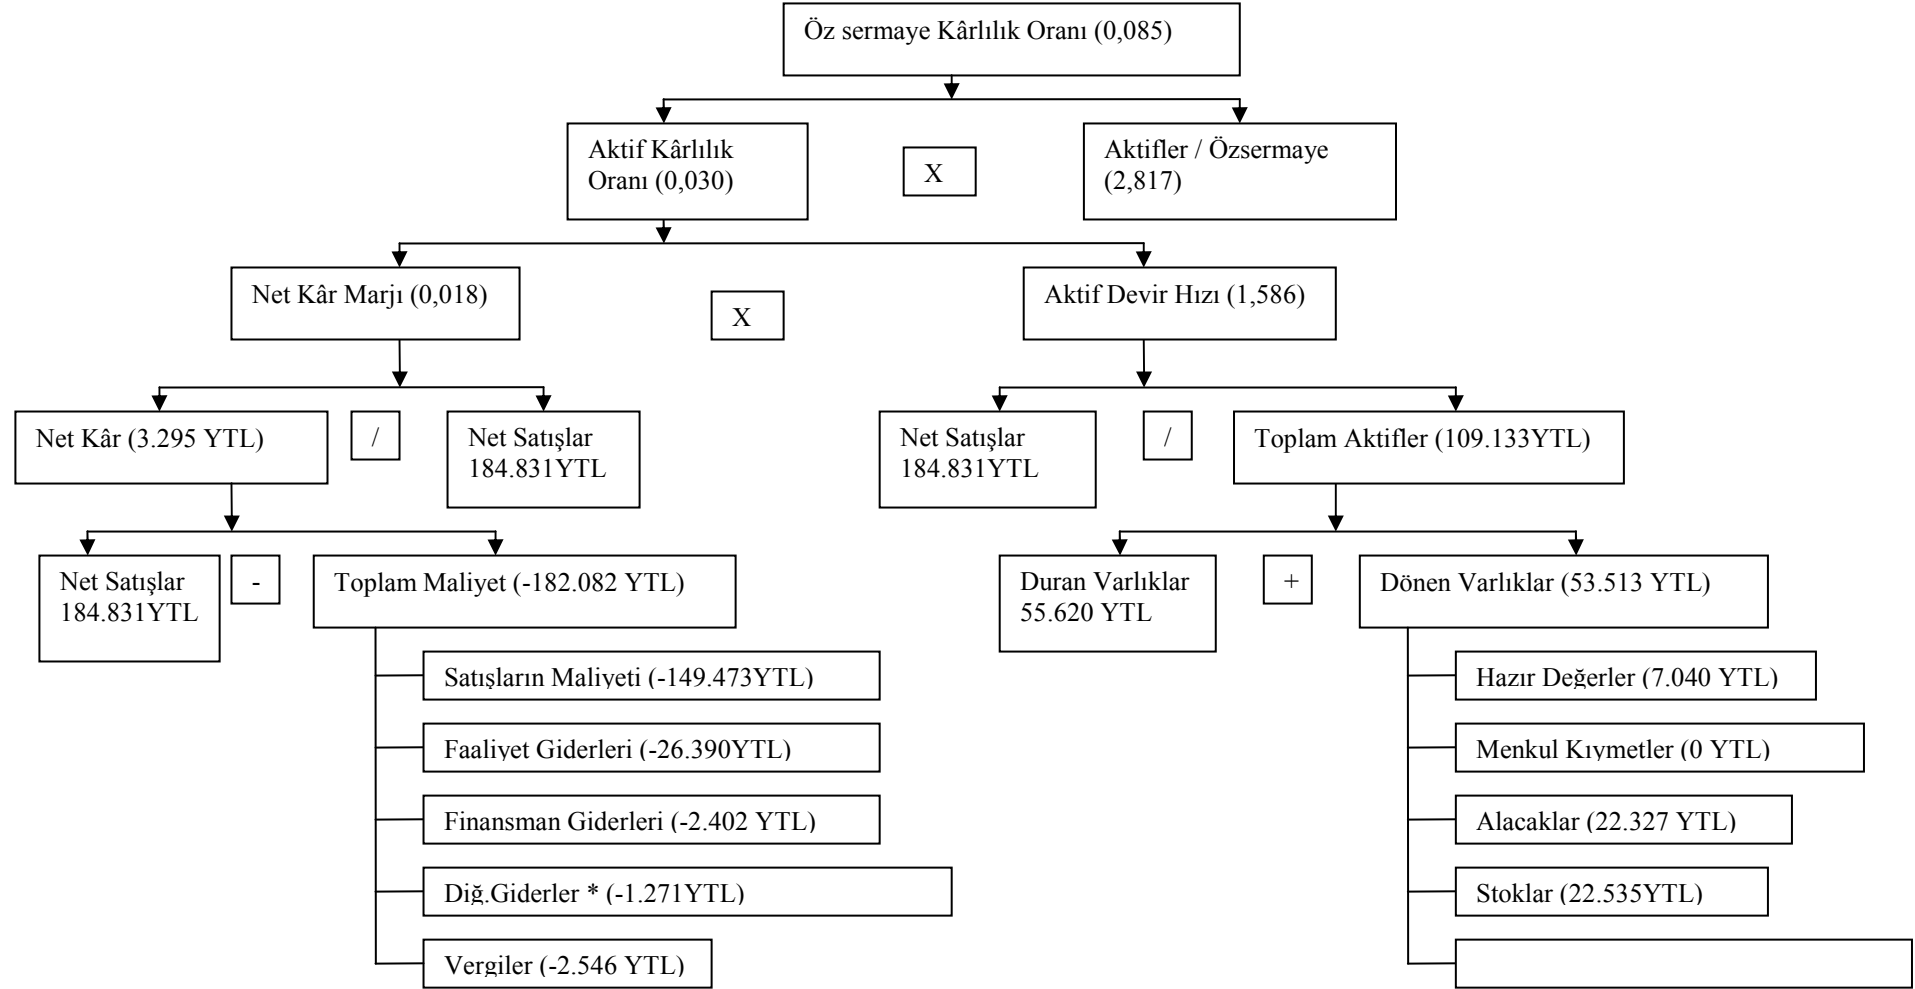 Öz sermaye Kârlılık Oranı (0,085)
Aktif Kârlılık
Oranı (0,030)
X
Aktifler / Özsermaye
(2,817)
Net Kâr Marjı (0,018)
X
Aktif Devir Hızı (1,586)
Net Kâr (3.295 YTL)
/
Net Satışlar
184.831YTL
Net Satışlar
184.831YTL
/
Toplam Aktifler (109.133YTL)
Net Satışlar
184.831YTL
-
Toplam Maliyet (-182.082 YTL)
Duran Varlıklar
55.620 YTL
+
Dönen Varlıklar (53.513 YTL)
Satışların Maliyeti (-149.473YTL)
Faaliyet Giderleri (-26.390YTL)
Finansman Giderleri (-2.402 YTL)
Diğ.Giderler * (-1.271YTL)
Vergiler (-2.546 YTL)
Hazır Değerler (7.040 YTL)
Menkul Kıymetler (0 YTL)
Alacaklar (22.327 YTL)
Stoklar (22.535YTL)